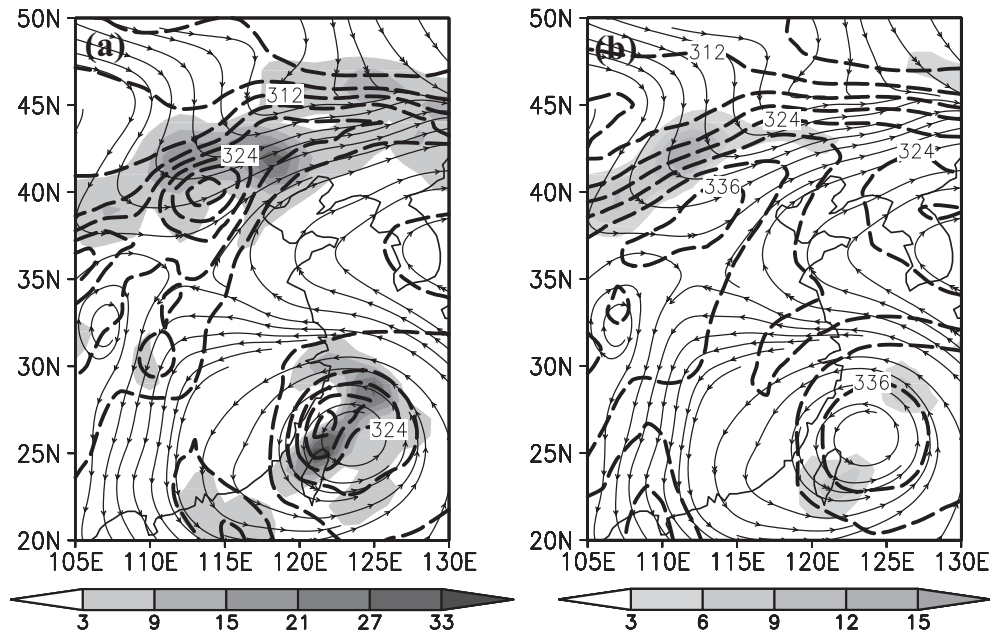 50N (a) 50N (b)
312
45N 312 45N
324
324 324
40N 336 40N
35N 35N
30N 30N
336
324
25N 25N
20N 20N
105E 110E 115E 120E 125E 130E 105E 110E 115E 120E 125E 130E
3 9 15 21 27 33 3 6 9 12 15